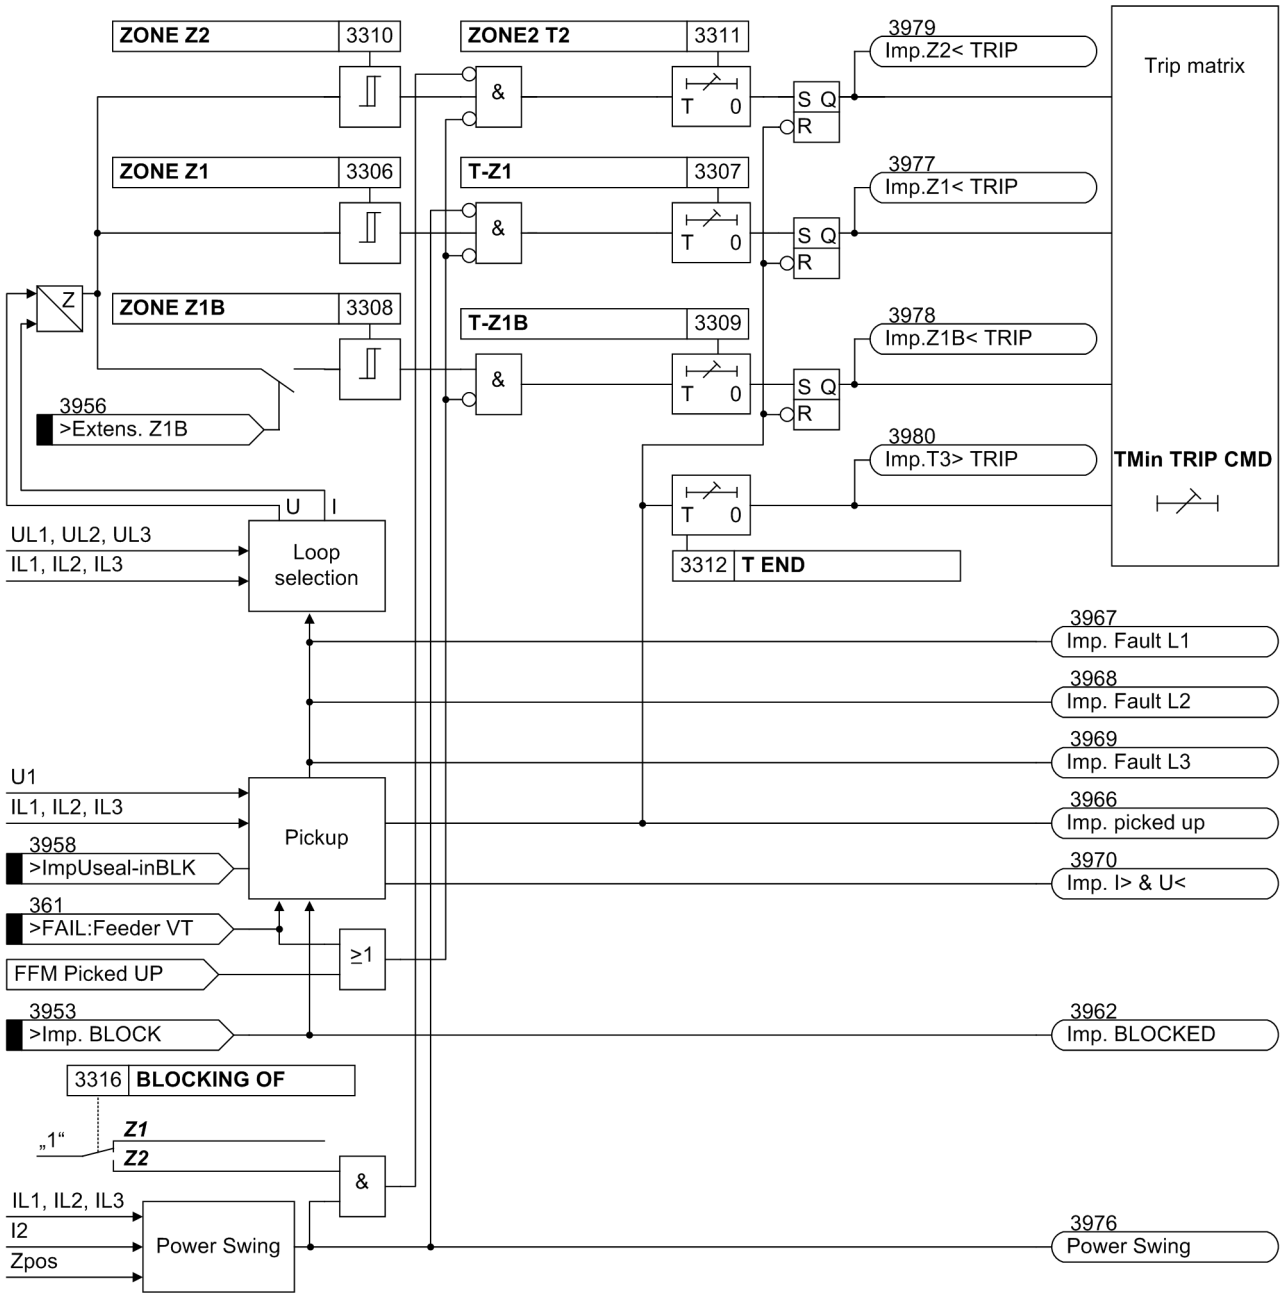 ZONE Z2 3310
ZONE2 T2 3311
3979
Imp.Z2< TRIP
Trip matrix
&
T 0
S Q
R
ZONE Z1 3306
T-Z1 3307
3977
Imp.Z1< TRIP
&
T 0
S Q
R
Z
ZONE Z1B 3308
T-Z1B 3309
3978
Imp.Z1B< TRIP
&
T 0
S Q
R
3956
>Extens. Z1B
3980
Imp.T3> TRIP
TMin TRIP CMD
T 0
3312 T END
U I
UL1, UL2, UL3
IL1, IL2, IL3
Loop
selection
3967
Imp. Fault L1
3968
Imp. Fault L2
3969
Imp. Fault L3
U1
IL1, IL2, IL3
Pickup
3966
Imp. picked up
3958
>ImpUseal-inBLK
3970
Imp. I> & U<
361
>FAIL:Feeder VT
≥1
FFM Picked UP
3953
>Imp. BLOCK
3962
Imp. BLOCKED
3316 BLOCKING OF
„1“
Z1
Z2
&
IL1, IL2, IL3
I2
Zpos
Power Swing
3976
Power Swing